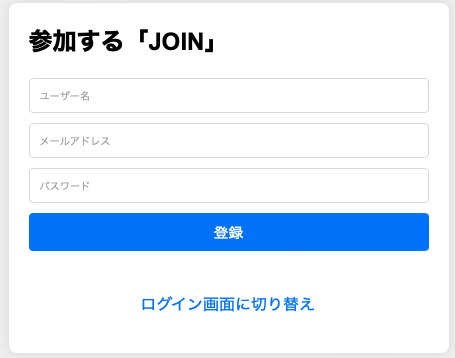 参加する「JOIN」
ユーザー名
メールアドレス
パスワード
登録
ログイン画面に切り替え